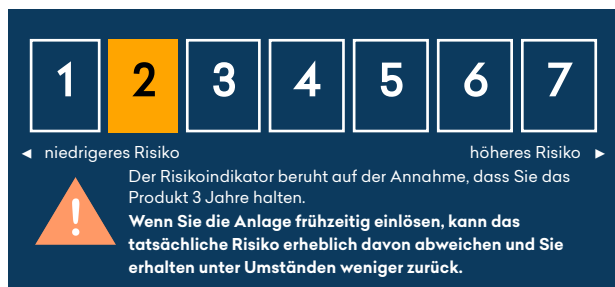 1 2 3 4 5 6 7
◄ niedrigeres Risiko höheres Risiko ►
Der Risikoindikator beruht auf der Annahme, dass Sie das
Produkt 3 Jahre halten.
!
Wenn Sie die Anlage frühzeitig einlösen, kann das
tatsächliche Risiko erheblich davon abweichen und Sie
erhalten unter Umständen weniger zurück.